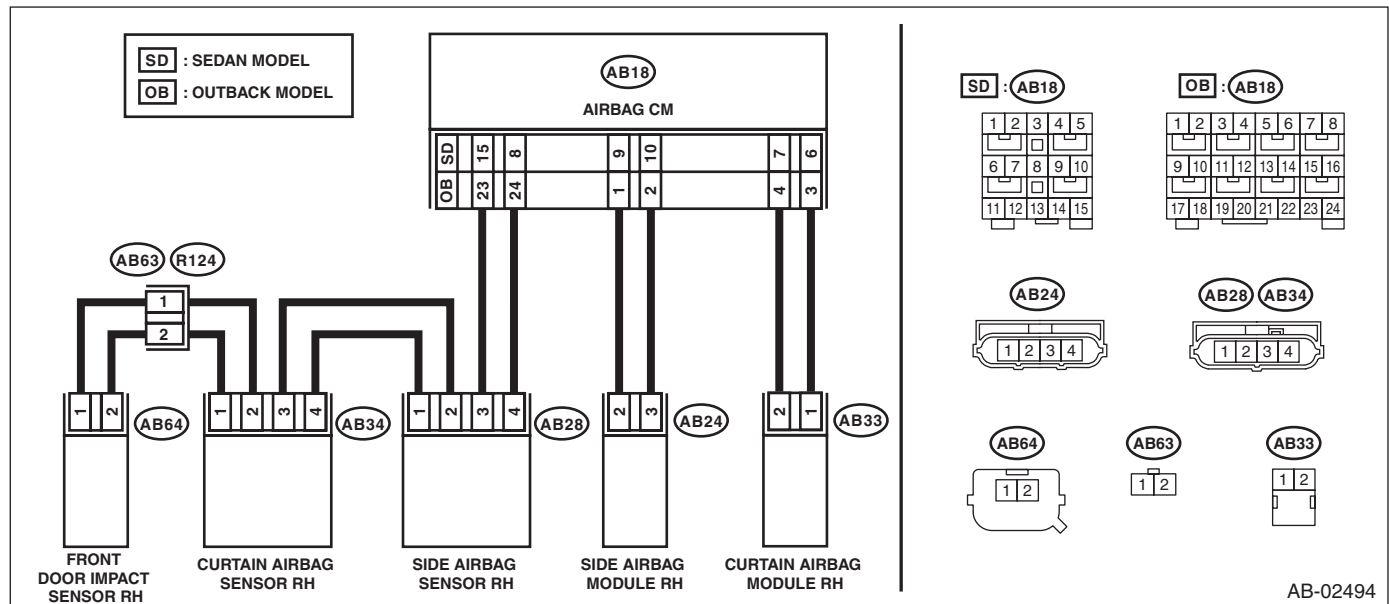 SD : SEDAN MODEL
OB : OUTBACK MODEL
AB18
AIRBAG CM
SD 15 8 9 10 7 6
OB 23 24 1 2 4 3
AB63 R124
1
2
1 2 AB64
1 2 3 4 AB34
1 2 3 4 AB28
2 3 AB24
2 1 AB33
FRONT
DOOR IMPACT
SENSOR RH
CURTAIN AIRBAG
SENSOR RH
SIDE AIRBAG
SENSOR RH
SIDE AIRBAG
MODULE RH
CURTAIN AIRBAG
MODULE RH
SD : AB18
1 2 3 4 5
6 7 8 9 10
11 12 13 14 15
OB : AB18
1 2 3 4 5 6 7 8
9 10 11 12 13 14 15 16
17 18 19 20 21 22 23 24
AB24
1 2 3 4
AB28 AB34
1 2 3 4
AB64
1 2
AB63
1 2
AB33
1 2
AB-02494